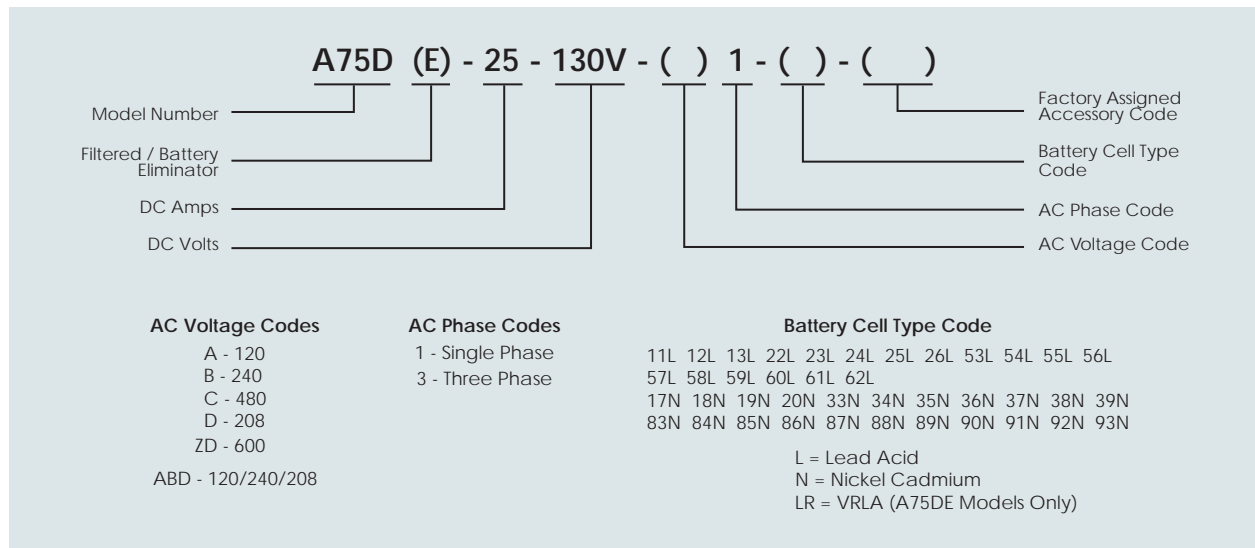 A75D (E) - 25 - 130V - ( ) 1 - ( ) - ( )
Model Number
Filtered / Battery
Eliminator
DC Amps
DC Volts
Factory Assigned
Accessory Code
Battery Cell Type
Code
AC Phase Code
AC Voltage Code
AC Voltage Codes
A - 120
B - 240
C - 480
D - 208
ZD - 600
ABD - 120/240/208
AC Phase Codes
1 - Single Phase
3 - Three Phase
Battery Cell Type Code
11L 12L 13L 22L 23L 24L 25L 26L 53L 54L 55L 56L
57L 58L 59L 60L 61L 62L
17N 18N 19N 20N 33N 34N 35N 36N 37N 38N 39N
83N 84N 85N 86N 87N 88N 89N 90N 91N 92N 93N
L = Lead Acid
N = Nickel Cadmium
LR = VRLA (A75DE Models Only)